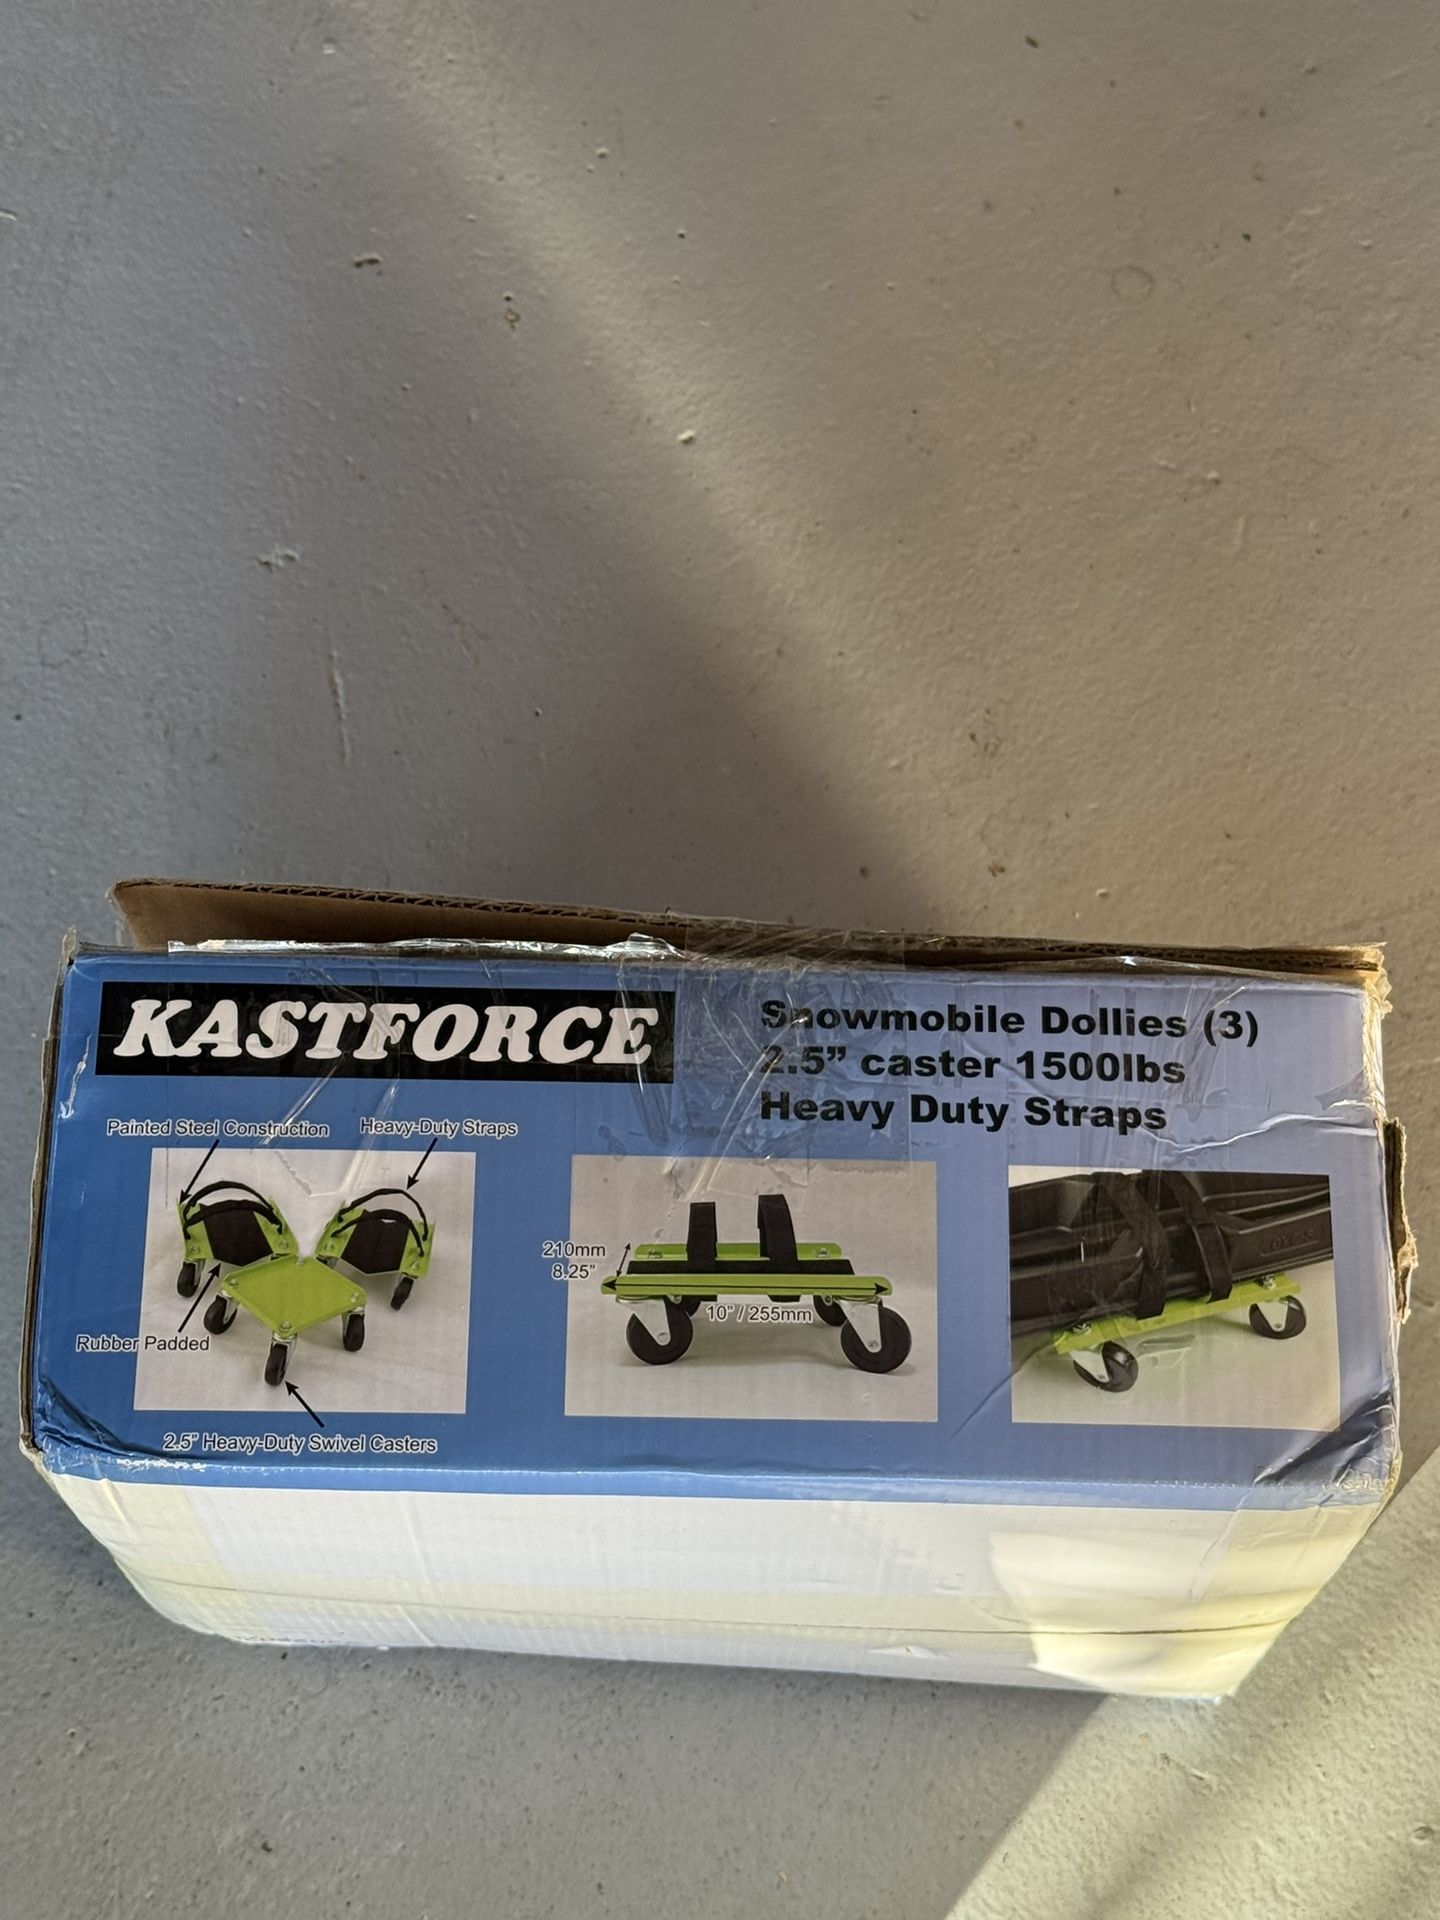 KASTFORCE
Snowmobile Dollies (3)
2.5” caster 1500lbs
Heavy Duty Straps
Painted Steel Construction
Heavy-Duty Straps
Rubber Padded
2.5" Heavy-Duty Swivel Casters
210mm
8.25"
10" / 255mm